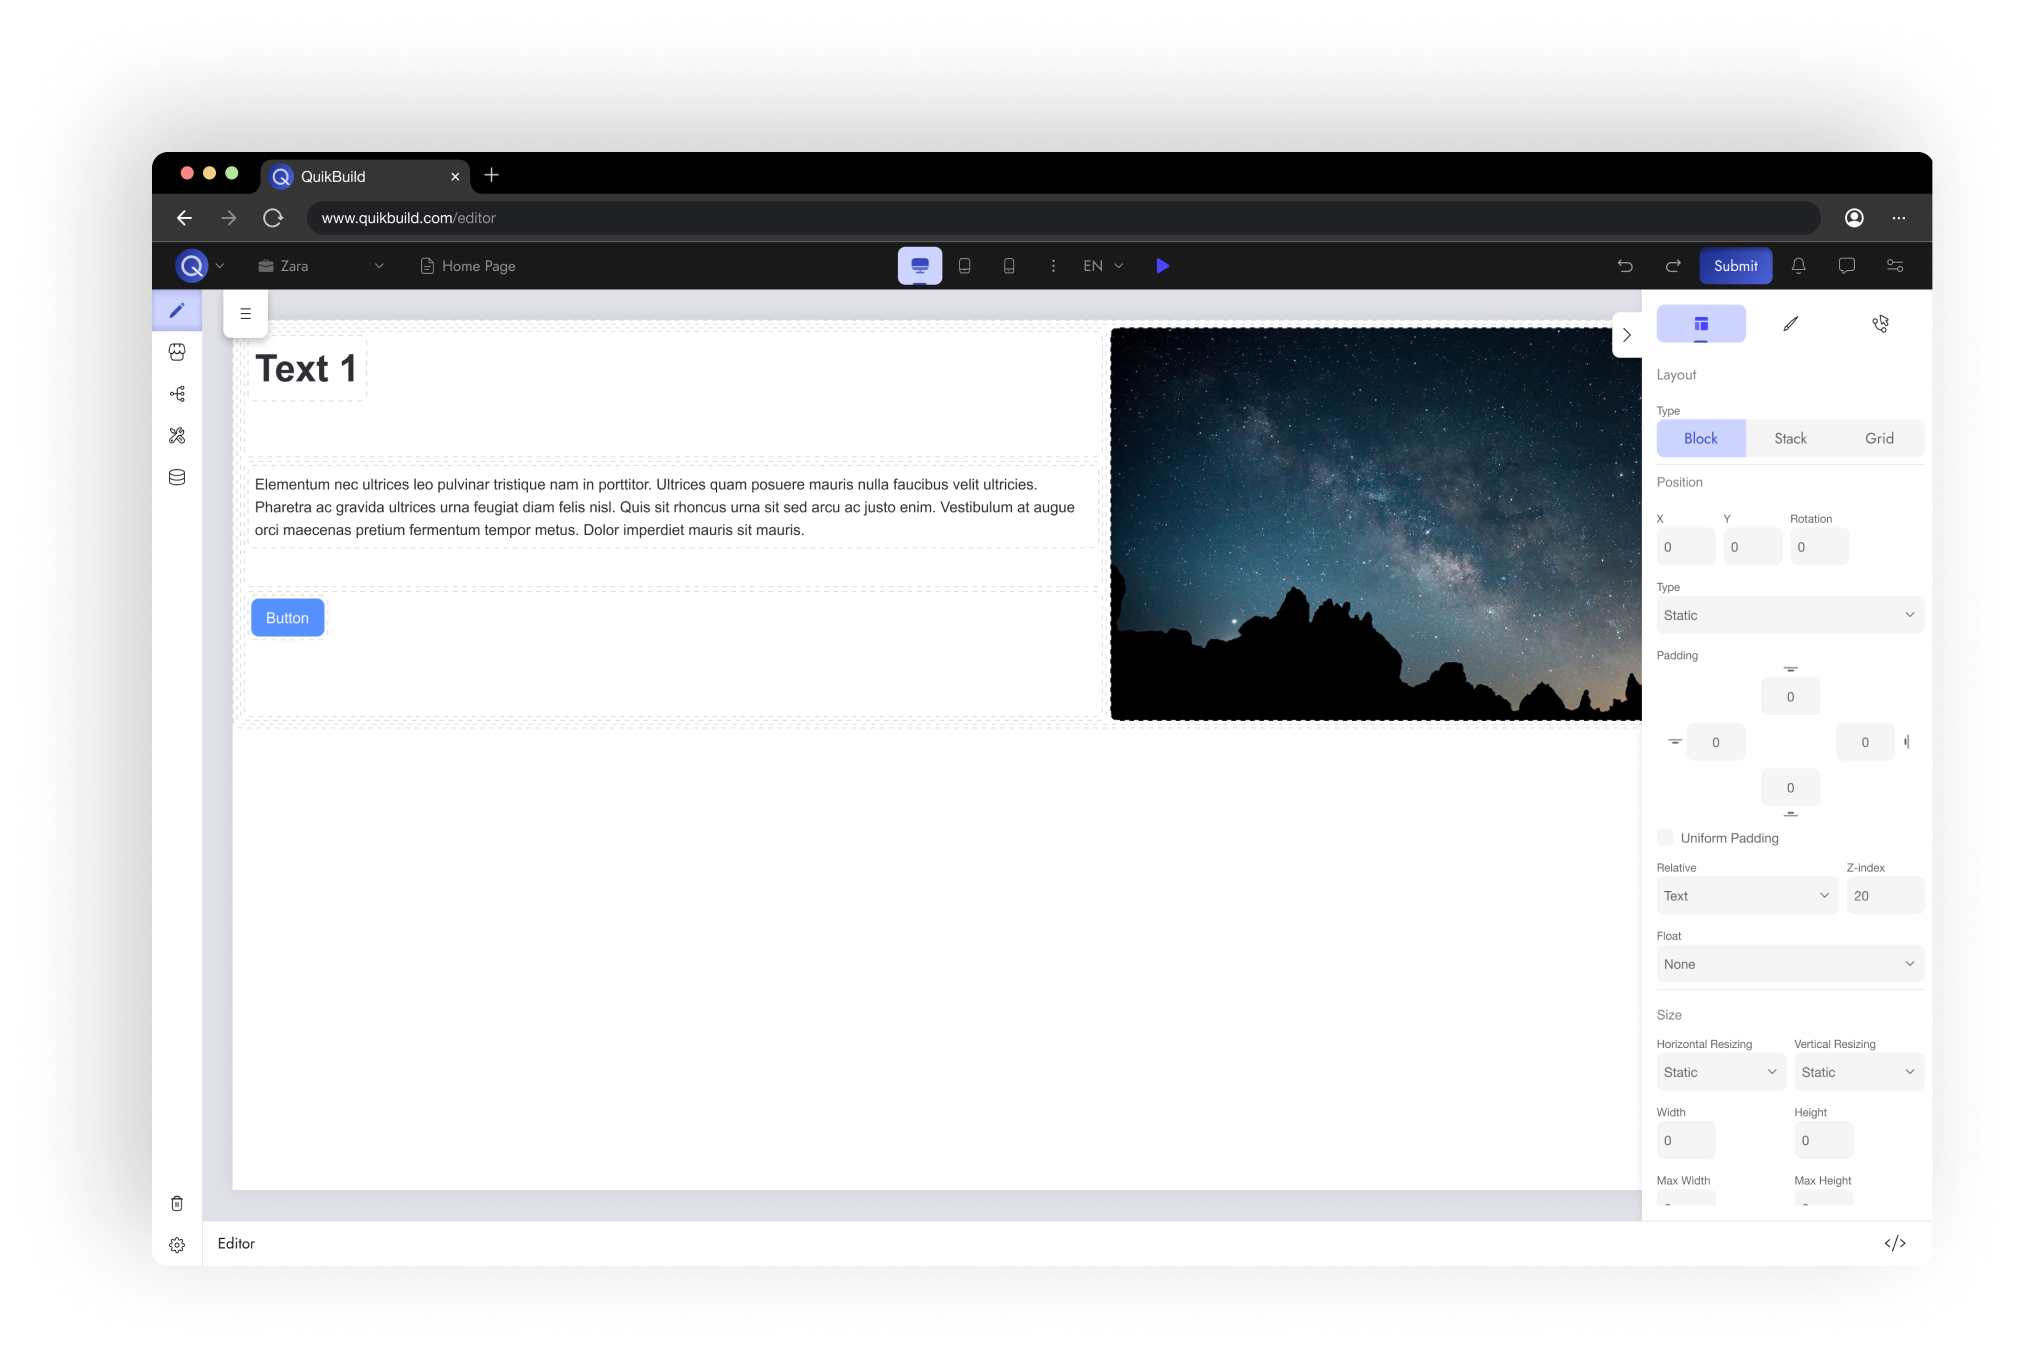 QuikBuild
www.quikbuild.com/editor
Zara
Home Page
EN
Submit
Text 1
Elementum nec ultrices leo pulvinar tristique nam in porttitor. Ultrices quam posuere mauris nulla faucibus velit ultricies.
Pharetra ac gravida ultrices urna feugiat diam felis nisl. Quis sit rhoncus urna sit sed arcu ac justo enim. Vestibulum at augue
orci maecenas pretium fermentum tempor metus. Dolor imperdiet mauris sit mauris.
Button
Layout
Type
Block Stack Grid
Position
X Y Rotation
0 0 0
Type
Static
Padding
0
0 0
0
Uniform Padding
Relative Z-index
Text 20
Float
None
Size
Horizontal Resizing Vertical Resizing
Static Static
Width Height
0 0
Max Width Max Height
Editor